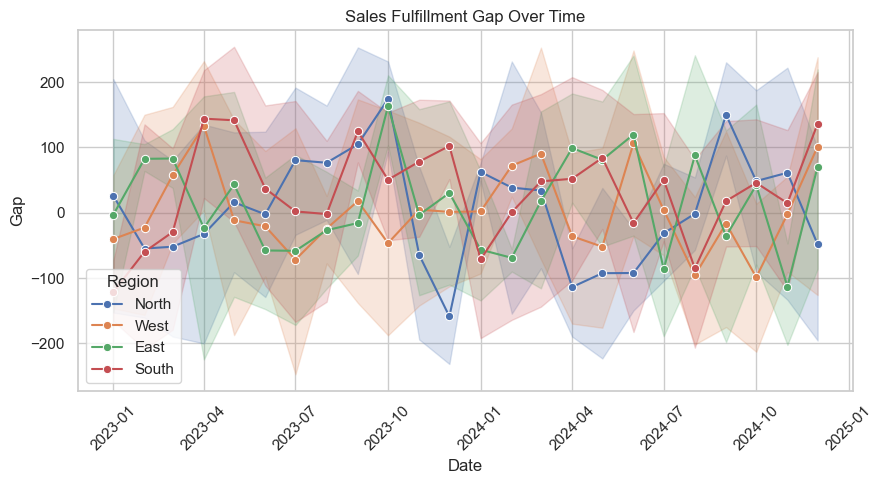 Sales Fulfillment Gap Over Time
Gap
200
100
0
−100
−200
Region
North
West
East
South
2023-01
2023-04
2023-07
2023-10
2024-01
2024-04
2024-07
2024-10
2025-01
Date